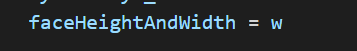 faceHeightAndWidth = w